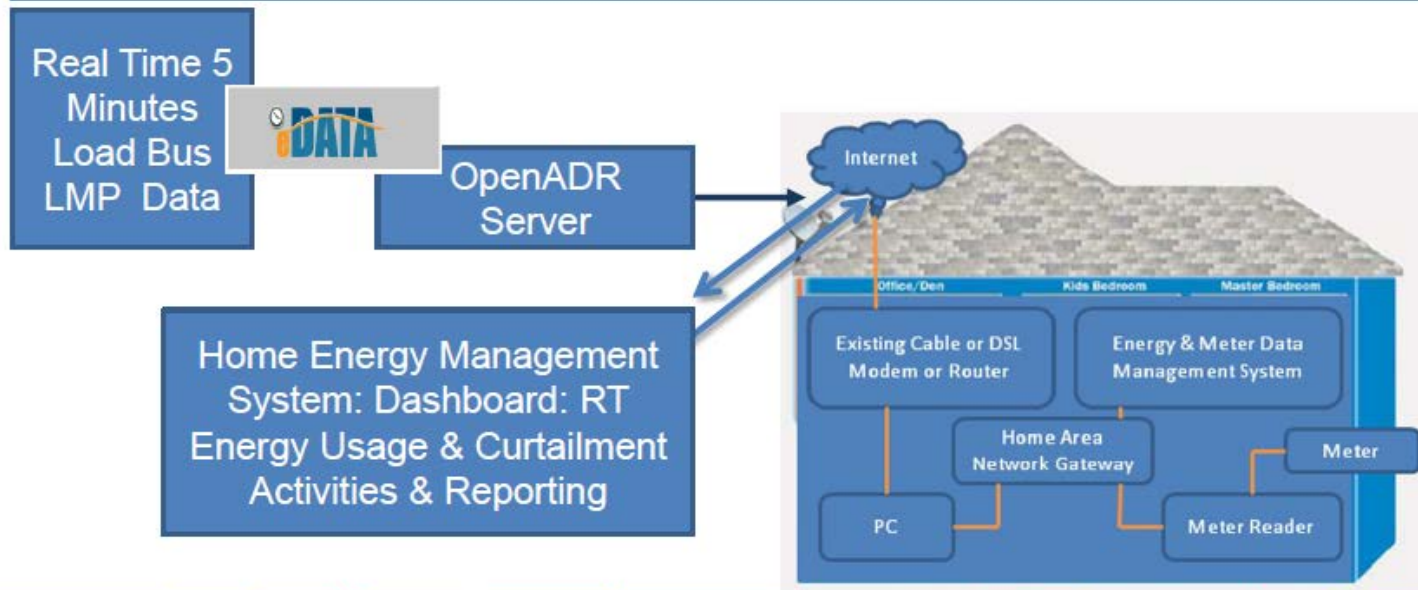 Real Time 5
Minutes
Load Bus
LMP Data
eDATA
OpenADR
Server
Internet
Home Energy Management
System: Dashboard: RT
Energy Usage & Curtailment
Activities & Reporting
Office/Den
Kids Bedroom
Master Bedroom
Existing Cable or DSL
Modem or Router
Energy & Meter Data
Management System
Home Area
Network Gateway
Meter
PC
Meter Reader